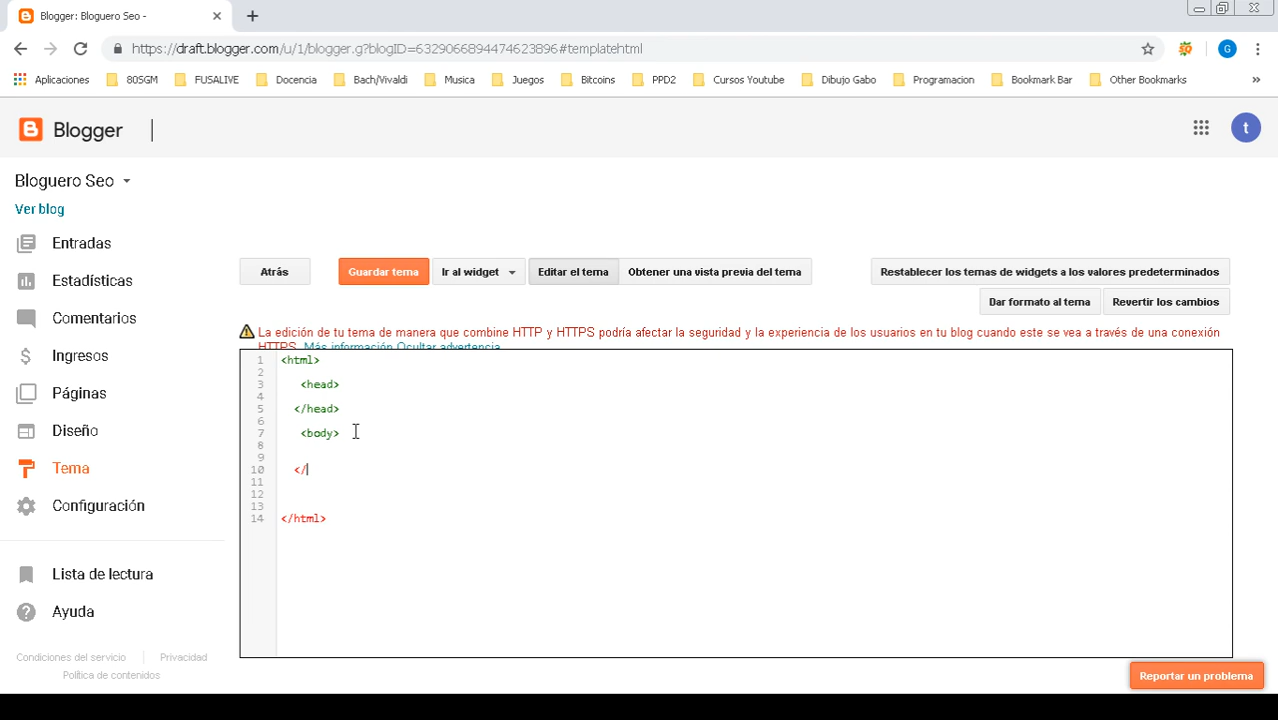 Blogger: Bloguero Seo -
https://draft.blogger.com/u/1/blogger.g?blogID=6329066894474623896#templatehtml
G
Aplicaciones 80SGM FUSALIVE Docencia Bach/Vivaldi Musica Juegos Bitcoins PPD2 Cursos Youtube Dibujo Gabo Programacion Bookmark Bar Other Bookmarks »
Blogger
t
Bloguero Seo
Ver blog
Entradas
Estadísticas
Comentarios
Ingresos
Páginas
Diseño
Tema
Configuración
Lista de lectura
Ayuda
Condiciones del servicio Privacidad
Política de contenidos
Atrás Guardar tema Ir al widget Editar el tema Obtener una vista previa del tema Restablecer los temas de widgets a los valores predeterminados
Dar formato al tema Revertir los cambios
La edición de tu tema de manera que combine HTTP y HTTPS podría afectar la seguridad y la experiencia de los usuarios en tu blog cuando este se vea a través de una conexión
HTTPS. Más información Ocultar advertencia
1 <html>
2
3 <head>
4
5 </head>
6
7 <body>
8
9
10 </
11
12
13
14 </html>
Reportar un problema